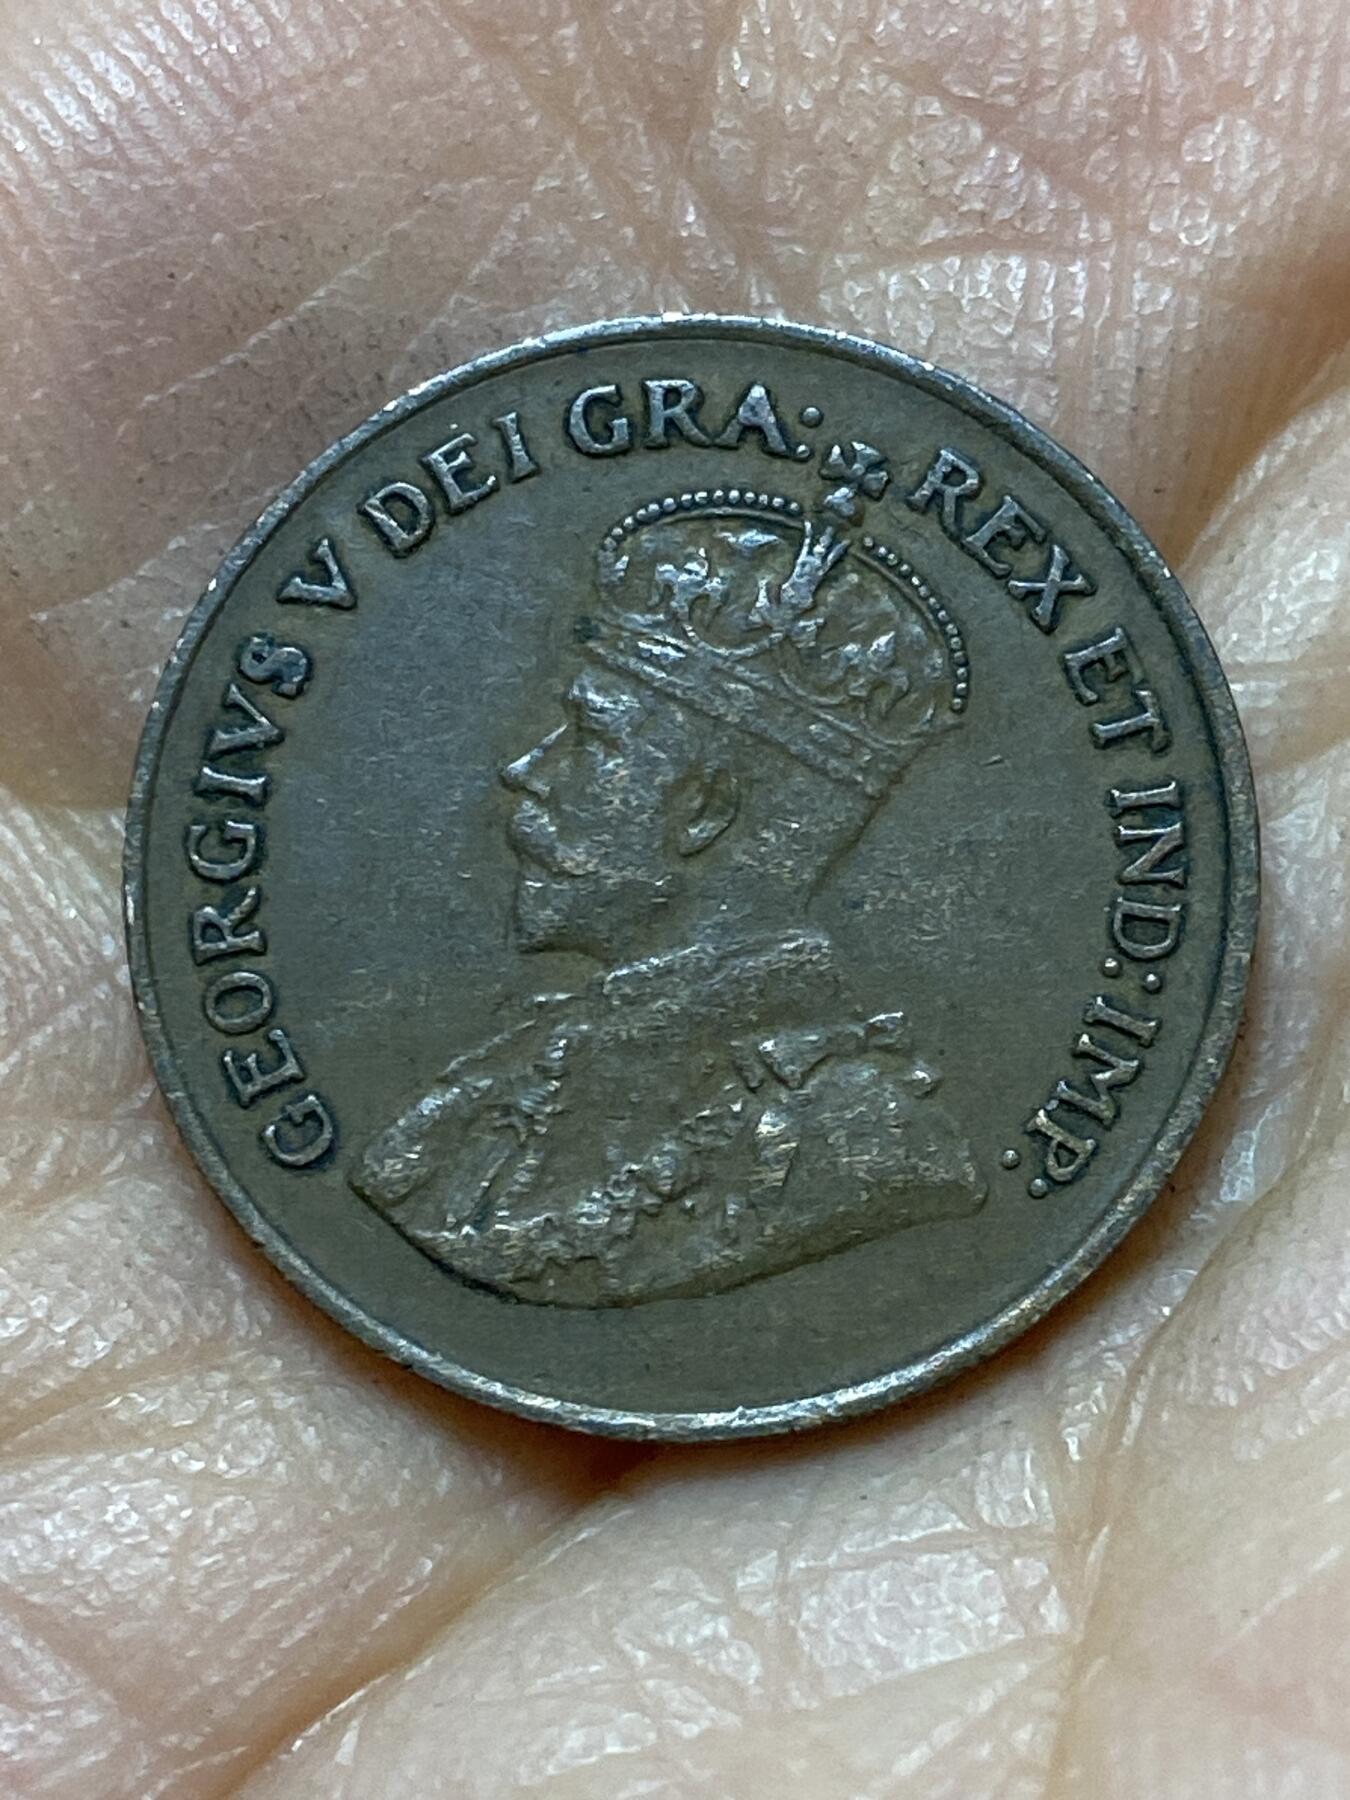 GEORGIVS V DEI GRA: REX ET IND: IMP: